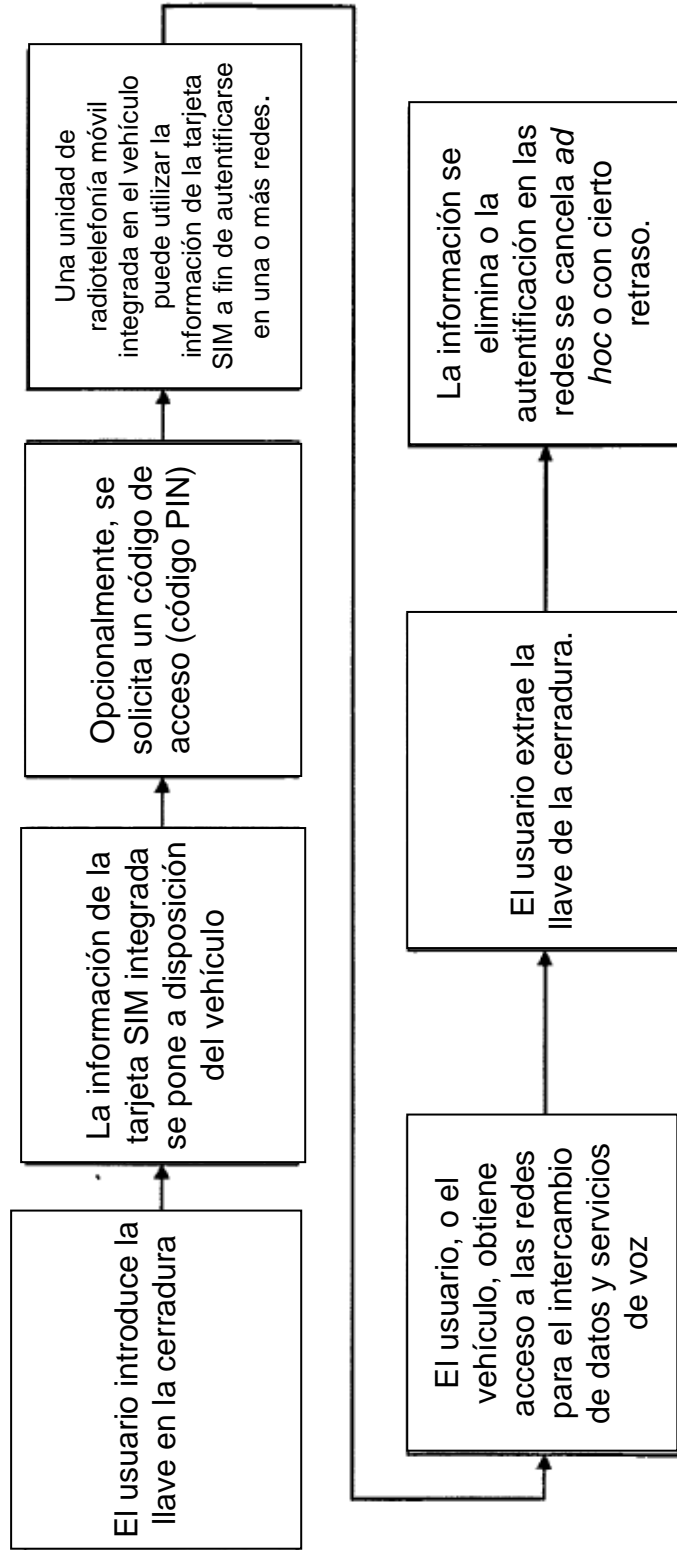 El usuario introduce la
llave en la cerradura
La información de la
tarjeta SIM integrada
se pone a disposición
del vehículo
Opcionalmente, se
solicita un código de
acceso (código PIN)
Una unidad de
radiotelefonía móvil
integrada en el vehículo
puede utilizar la
información de la tarjeta
SIM a fin de autentificarse
en una o más redes.
El usuario, o el
vehículo, obtiene
acceso a las redes
para el intercambio
de datos y servicios
de voz
El usuario extrae la
llave de la cerradura.
La información se
elimina o la
autentificación en las
redes se cancela ad
hoc o con cierto
retraso.